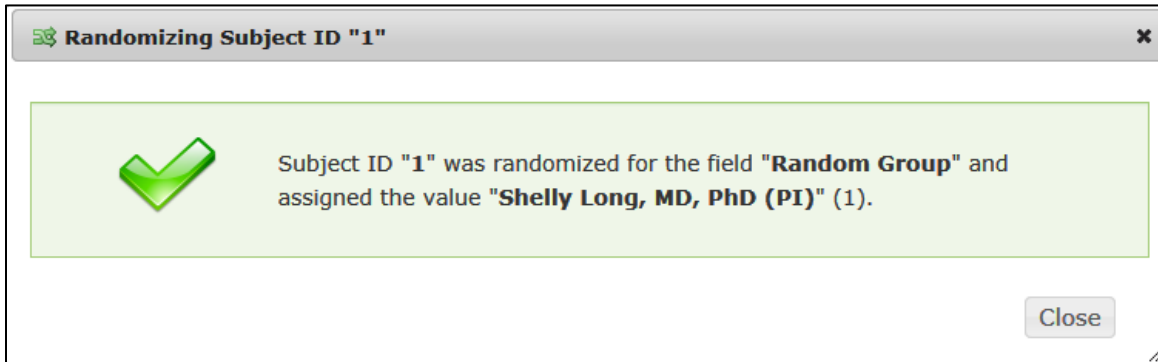 Randomizing Subject ID "1"
Subject ID "1" was randomized for the field "Random Group" and
assigned the value "Shelly Long, MD, PhD (PI)" (1).
Close